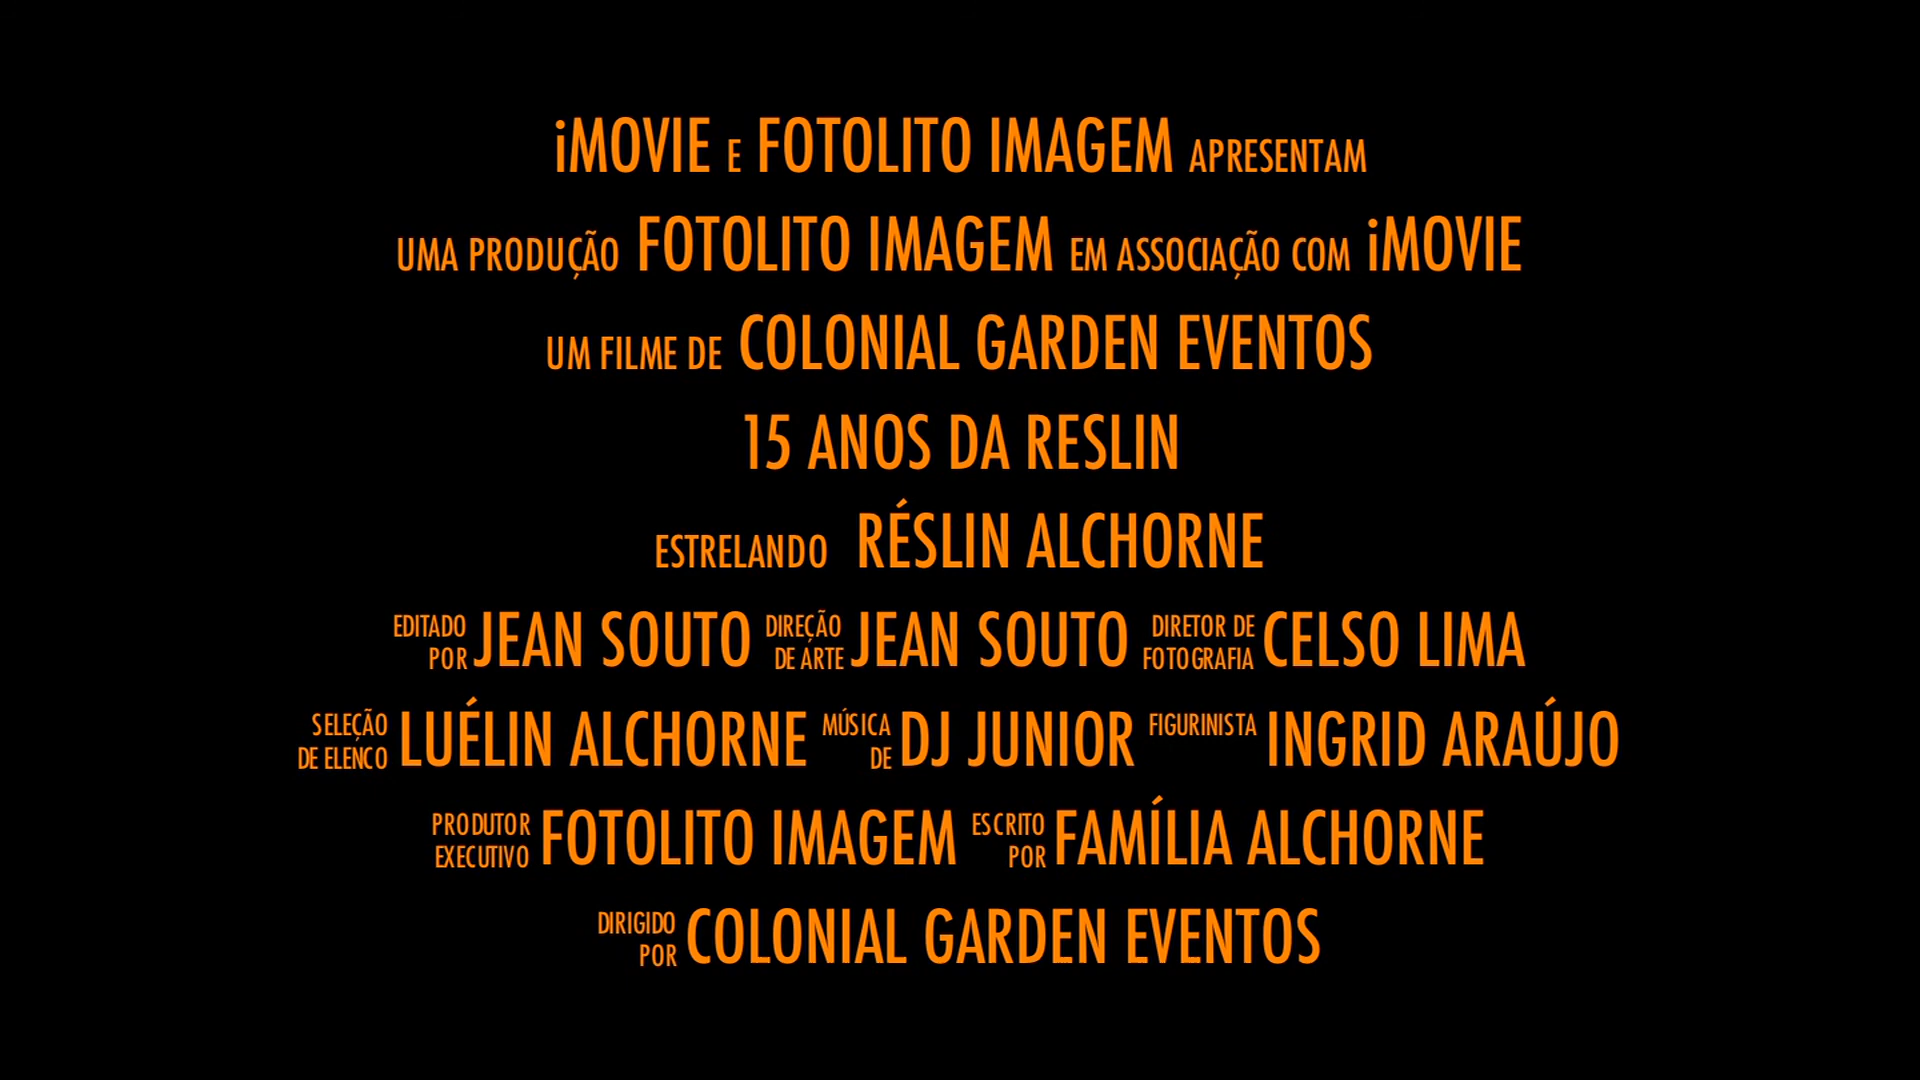 iMOVIE E FOTOLITO IMAGEM APRESENTAM
UMA PRODUÇÃO FOTOLITO IMAGEM EM ASSOCIAÇÃO COM iMOVIE
UM FILME DE COLONIAL GARDEN EVENTOS
15 ANOS DA RESLIN
ESTRELANDO RÉSLIN ALCHORNE
EDITADO POR JEAN SOUTO DIREÇÃO DE ARTE JEAN SOUTO DIRETOR DE FOTOGRAFIA CELSO LIMA
SELEÇÃO DE ELENCO LUÉLIN ALCHORNE MÚSICA DE DJ JUNIOR FIGURINISTA INGRID ARAÚJO
PRODUTOR EXECUTIVO FOTOLITO IMAGEM ESCRITO POR FAMÍLIA ALCHORNE
DIRIGIDO POR COLONIAL GARDEN EVENTOS